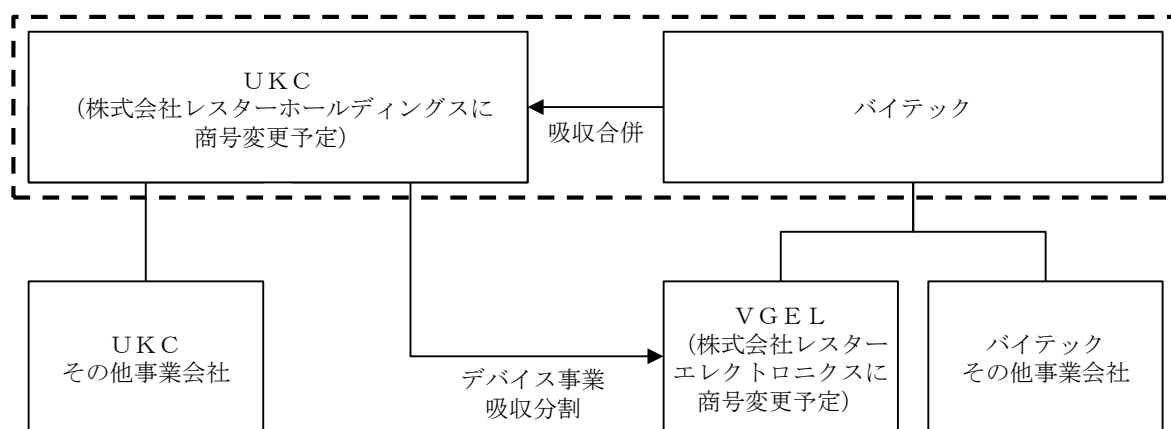 ＵＫＣ
（株式会社レスターホールディングスに
商号変更予定）
吸収合併
バイテック
ＵＫＣ
その他事業会社
デバイス事業
吸収分割
ＶＧＥＬ
（株式会社レスター
エレクトロニクスに
商号変更予定）
バイテック
その他事業会社